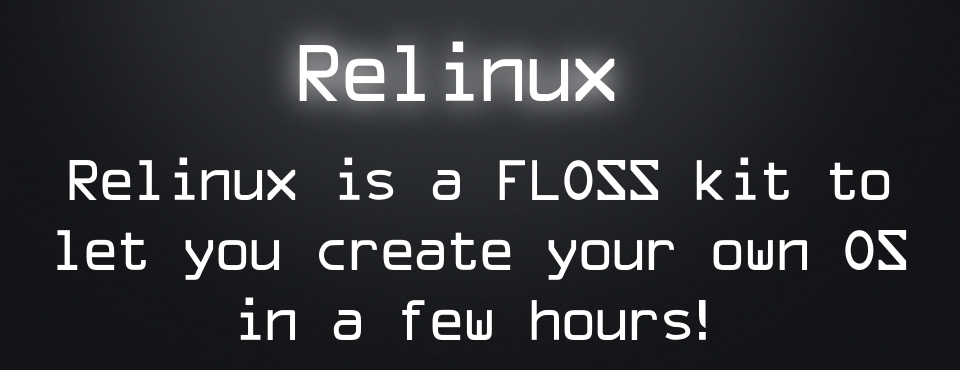 Relinux
Relinux is a FLOSS kit to
let you create your own OS
in a few hours!